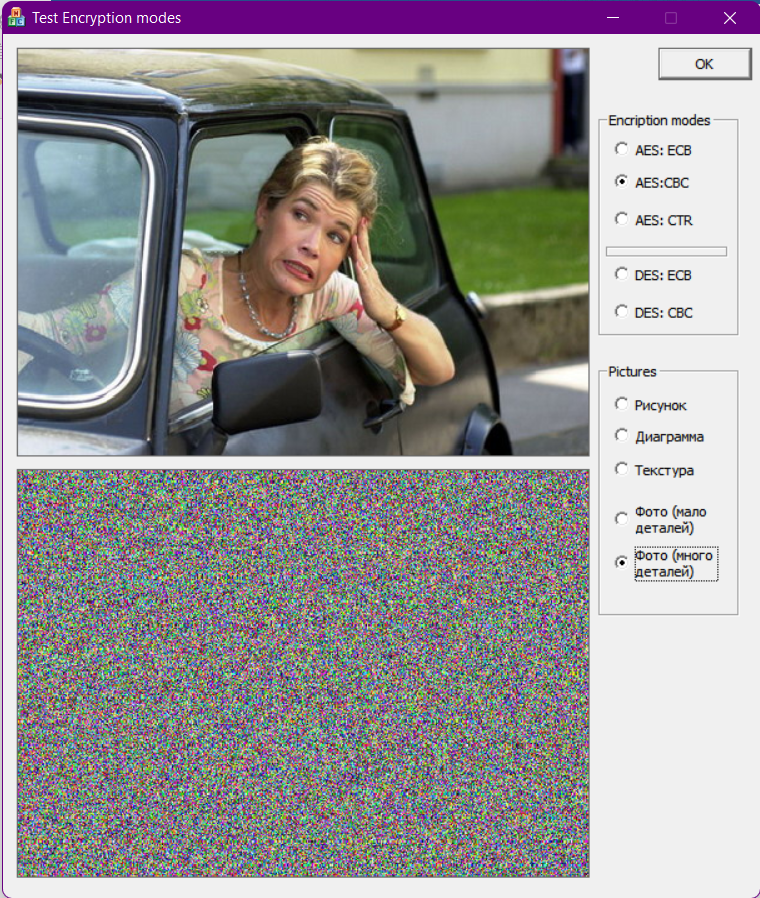 Test Encryption modes
OK
Encription modes
AES: ECB
AES:CBC
AES: CTR
DES: ECB
DES: CBC
Pictures
Рисунок
Диаграмма
Текстура
Фото (мало
деталей)
Фото (много
деталей)